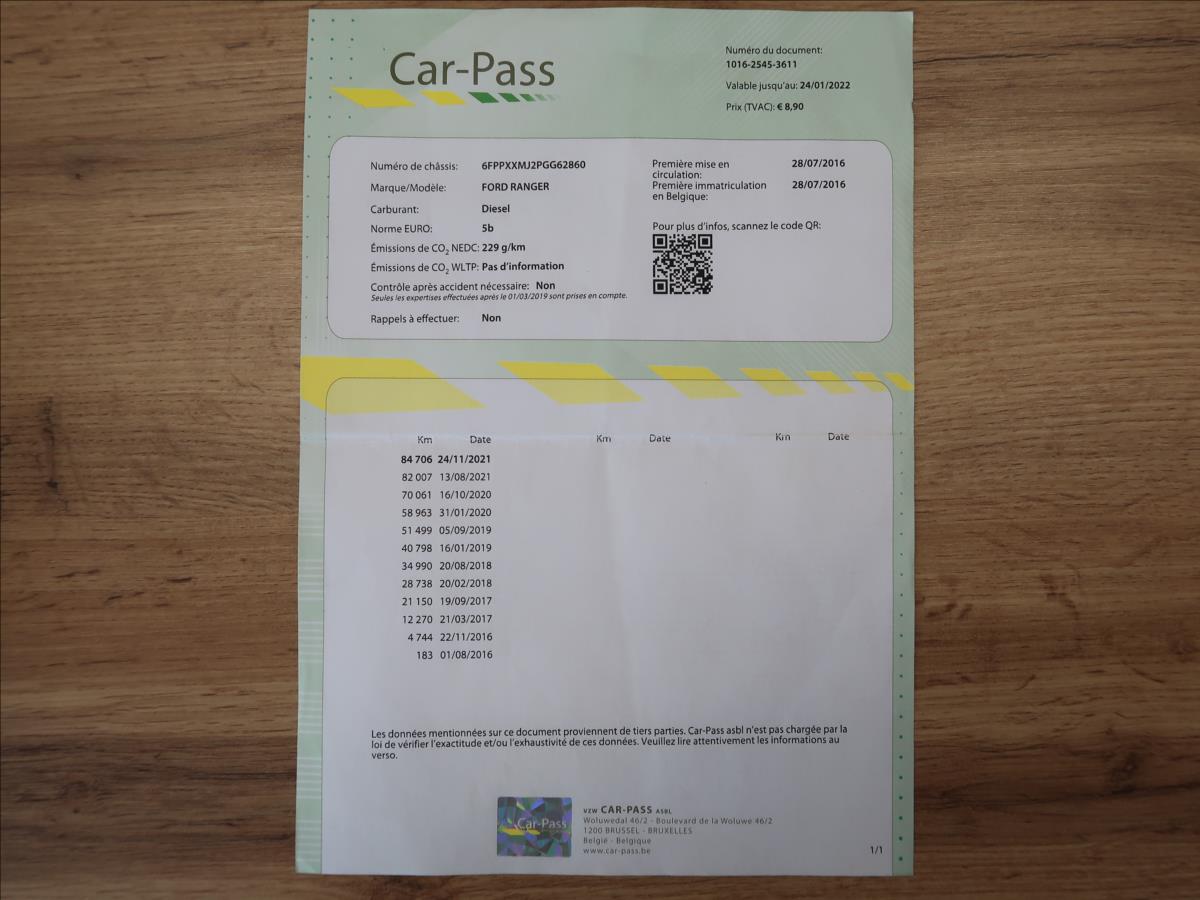 Car-Pass
Numéro du document:
1016-2545-3611
Valable jusqu'au: 24/01/2022
Prix (TVAC): € 8,90
Numéro de châssis: 6FPPXXMJ2PGG62860
Marque/Modèle: FORD RANGER
Carburant: Diesel
Norme EURO: 5b
Émissions de CO2 NEDC: 229 g/km
Émissions de CO2 WLTP: Pas d'information
Contrôle après accident nécessaire: Non
Seules les expertises effectuées après le 01/03/2019 sont prises en compte.
Rappels à effectuer: Non
Première mise en circulation: 28/07/2016
Première immatriculation en Belgique: 28/07/2016
Pour plus d'infos, scannez le code QR:
Km Date Km Date Km Date
84 706 24/11/2021
82 007 13/08/2021
70 061 16/10/2020
58 963 31/01/2020
51 499 05/09/2019
40 798 16/01/2019
34 990 20/08/2018
28 738 20/02/2018
21 150 19/09/2017
12 270 21/03/2017
4 744 22/11/2016
183 01/08/2016
Les données mentionnées sur ce document proviennent de tiers parties. Car-Pass asbl n'est pas chargée par la
loi de vérifier l'exactitude et/ou l'exhaustivité de ces données. Veuillez lire attentivement les informations au
verso.
Car-Pass
VZW CAR-PASS ASBL
Woluwedal 46/2 - Boulevard de la Woluwe 46/2
1200 BRUSSEL - BRUXELLES
België - Belgique
www.car-pass.be
1/1